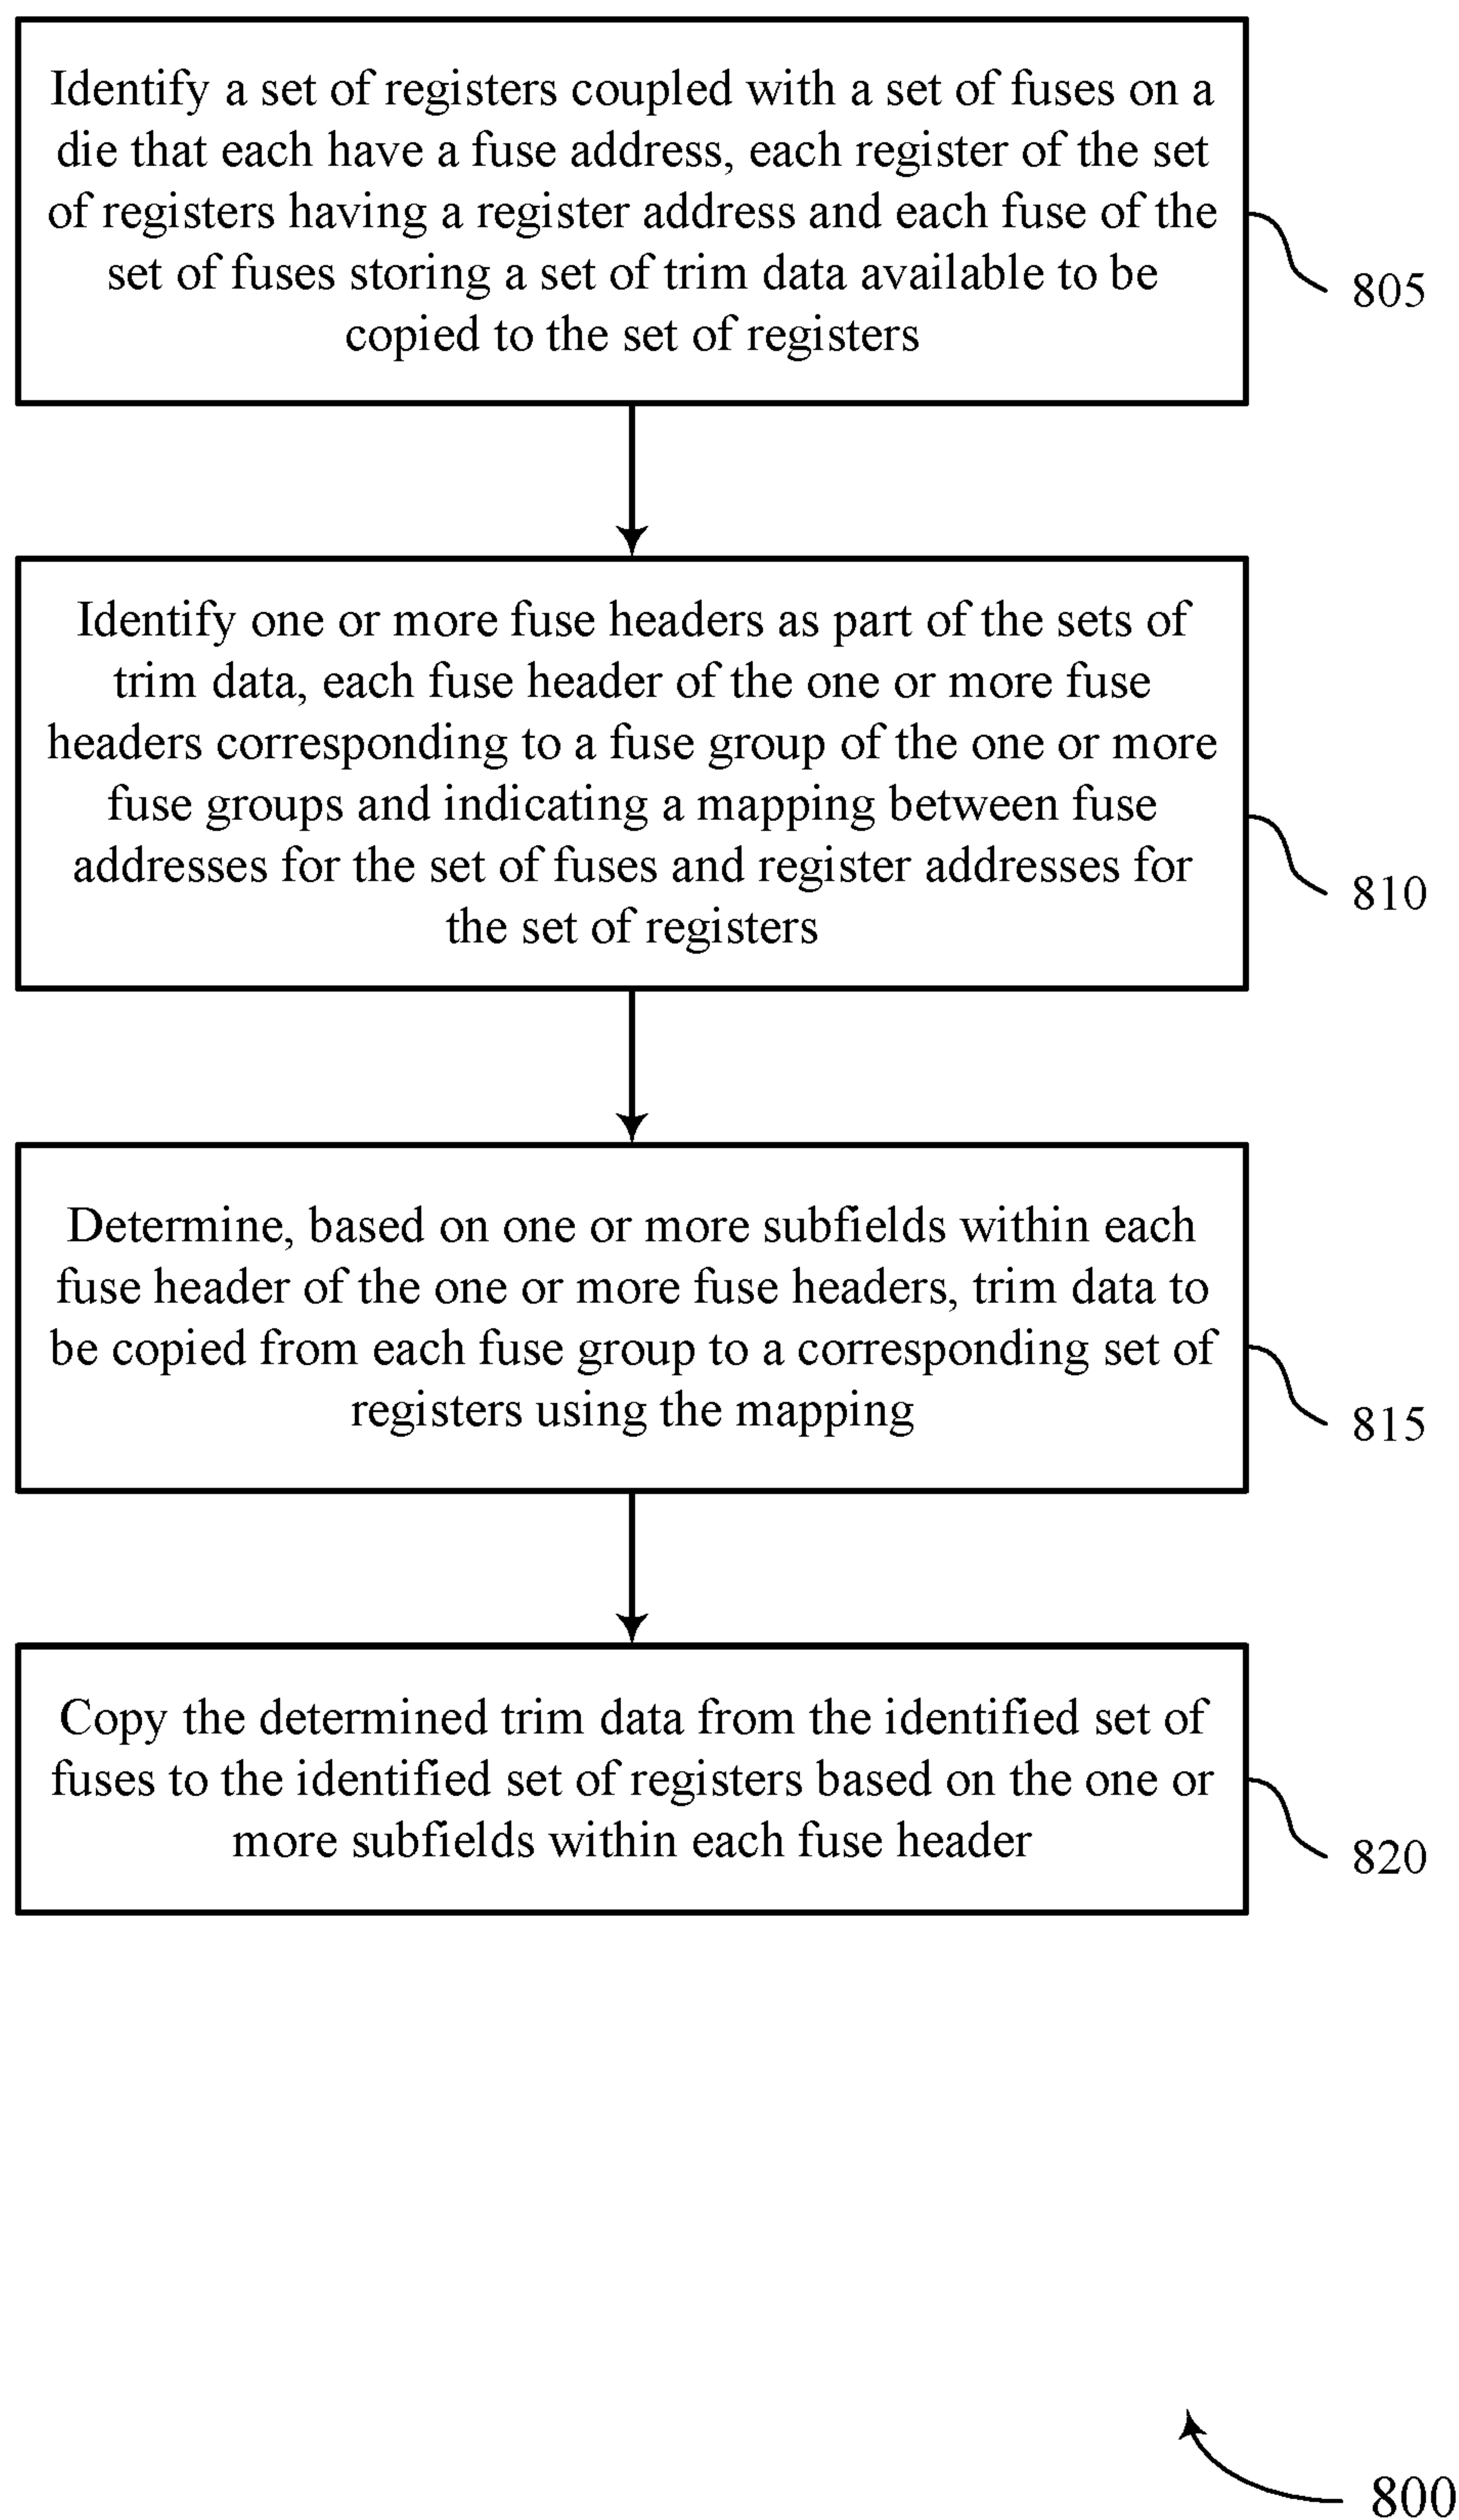 Identify a set of registers coupled with a set of fuses on a
die that each have a fuse address, each register of the set
of registers having a register address and each fuse of the
set of fuses storing a set of trim data available to be
copied to the set of registers
805
Identify one or more fuse headers as part of the sets of
trim data, each fuse header of the one or more fuse
headers corresponding to a fuse group of the one or more
fuse groups and indicating a mapping between fuse
addresses for the set of fuses and register addresses for
the set of registers
810
Determine, based on one or more subfields within each
fuse header of the one or more fuse headers, trim data to
be copied from each fuse group to a corresponding set of
registers using the mapping
815
Copy the determined trim data from the identified set of
fuses to the identified set of registers based on the one or
more subfields within each fuse header
820
800